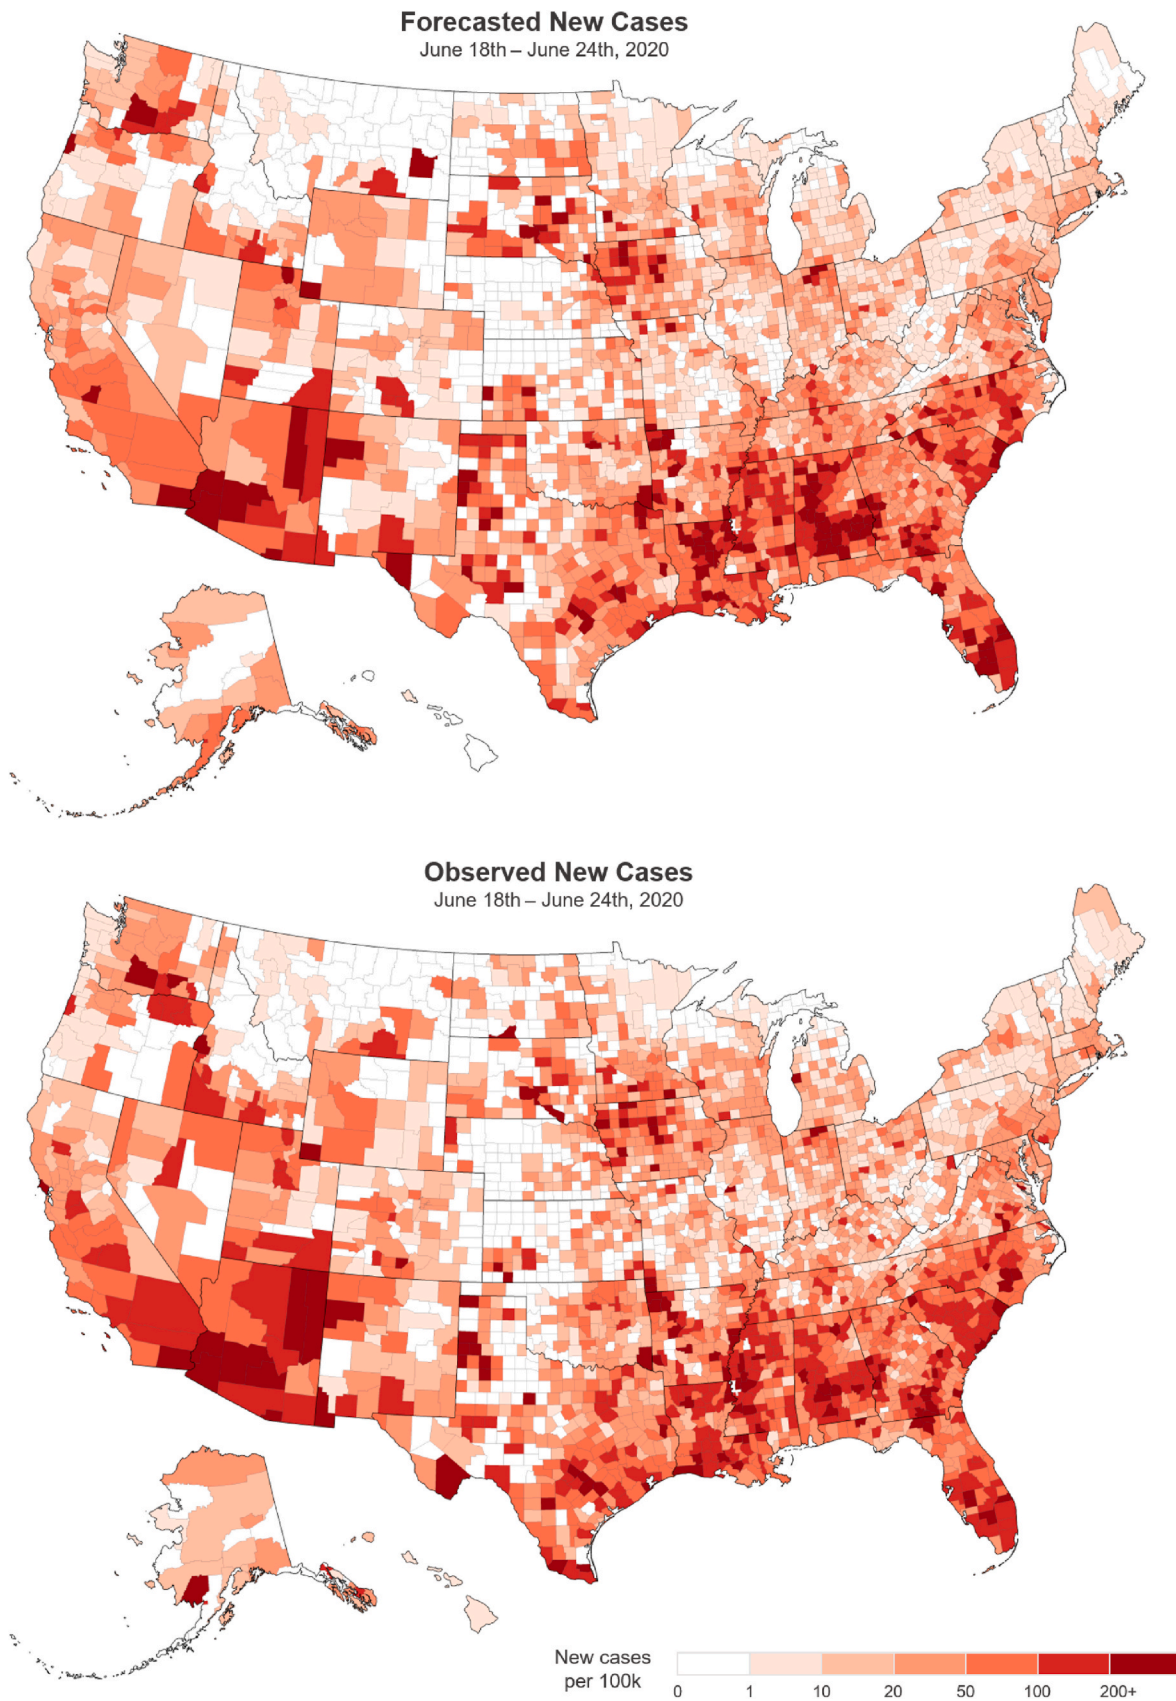 Forecasted New Cases
June 18th – June 24th, 2020
Observed New Cases
June 18th – June 24th, 2020
New cases
per 100k
0 1 10 20 50 100 200+